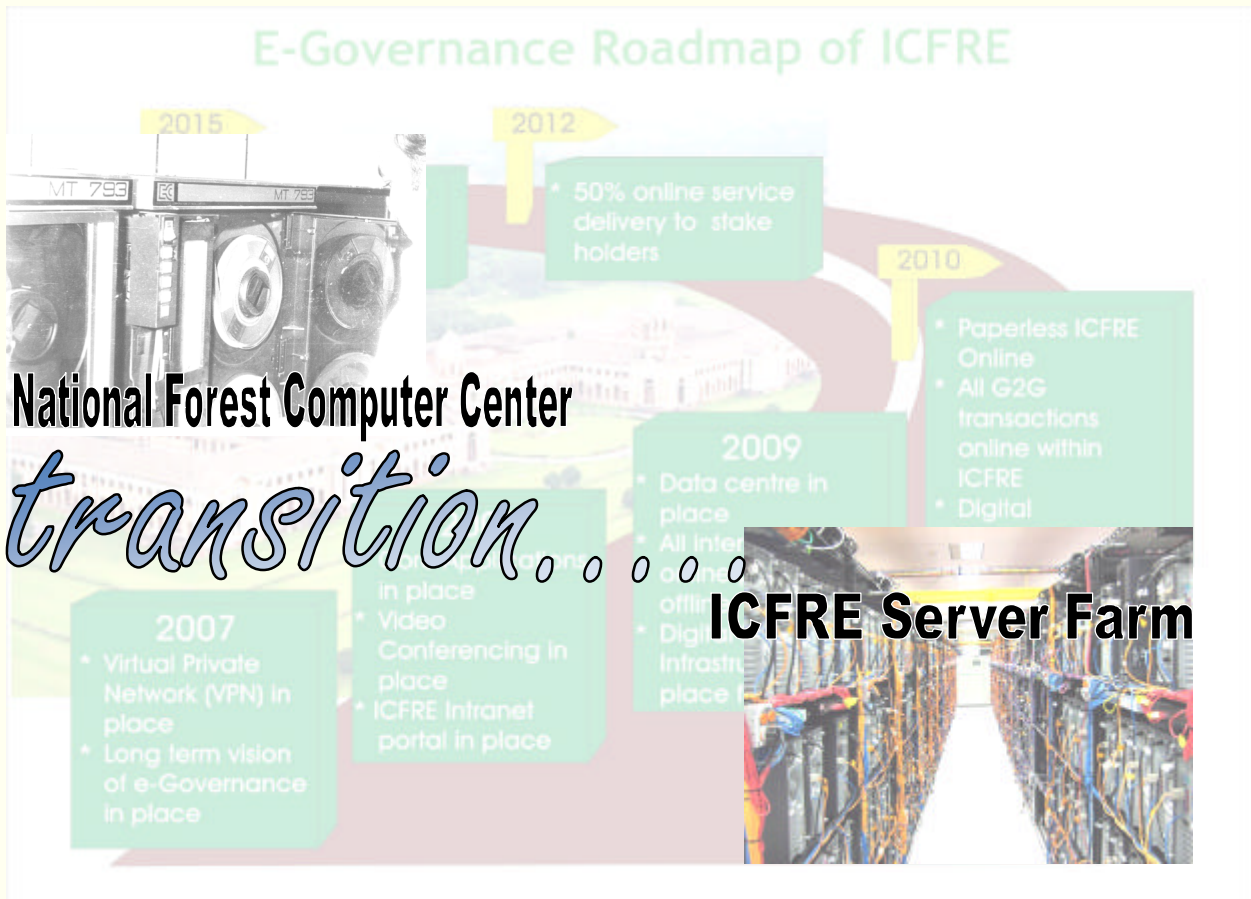 E-Governance Roadmap of ICFRE
2015
2012
* 50% online service
delivery to stake
holders
2010
* Paperless ICFRE
Online
* All G2G
transactions
online within
ICFRE
* Digital
MT 793
EC
MT 793
National Forest Computer Center
transition.....
2009
* Data centre in
place
* All
place
in place
* Video
Conferencing in
place
* ICFRE Intranet
portal in place
ICFRE Server Farm
2007
* Virtual Private
Network (VPN) in
place
* Long term vision
of e-Governance
in place